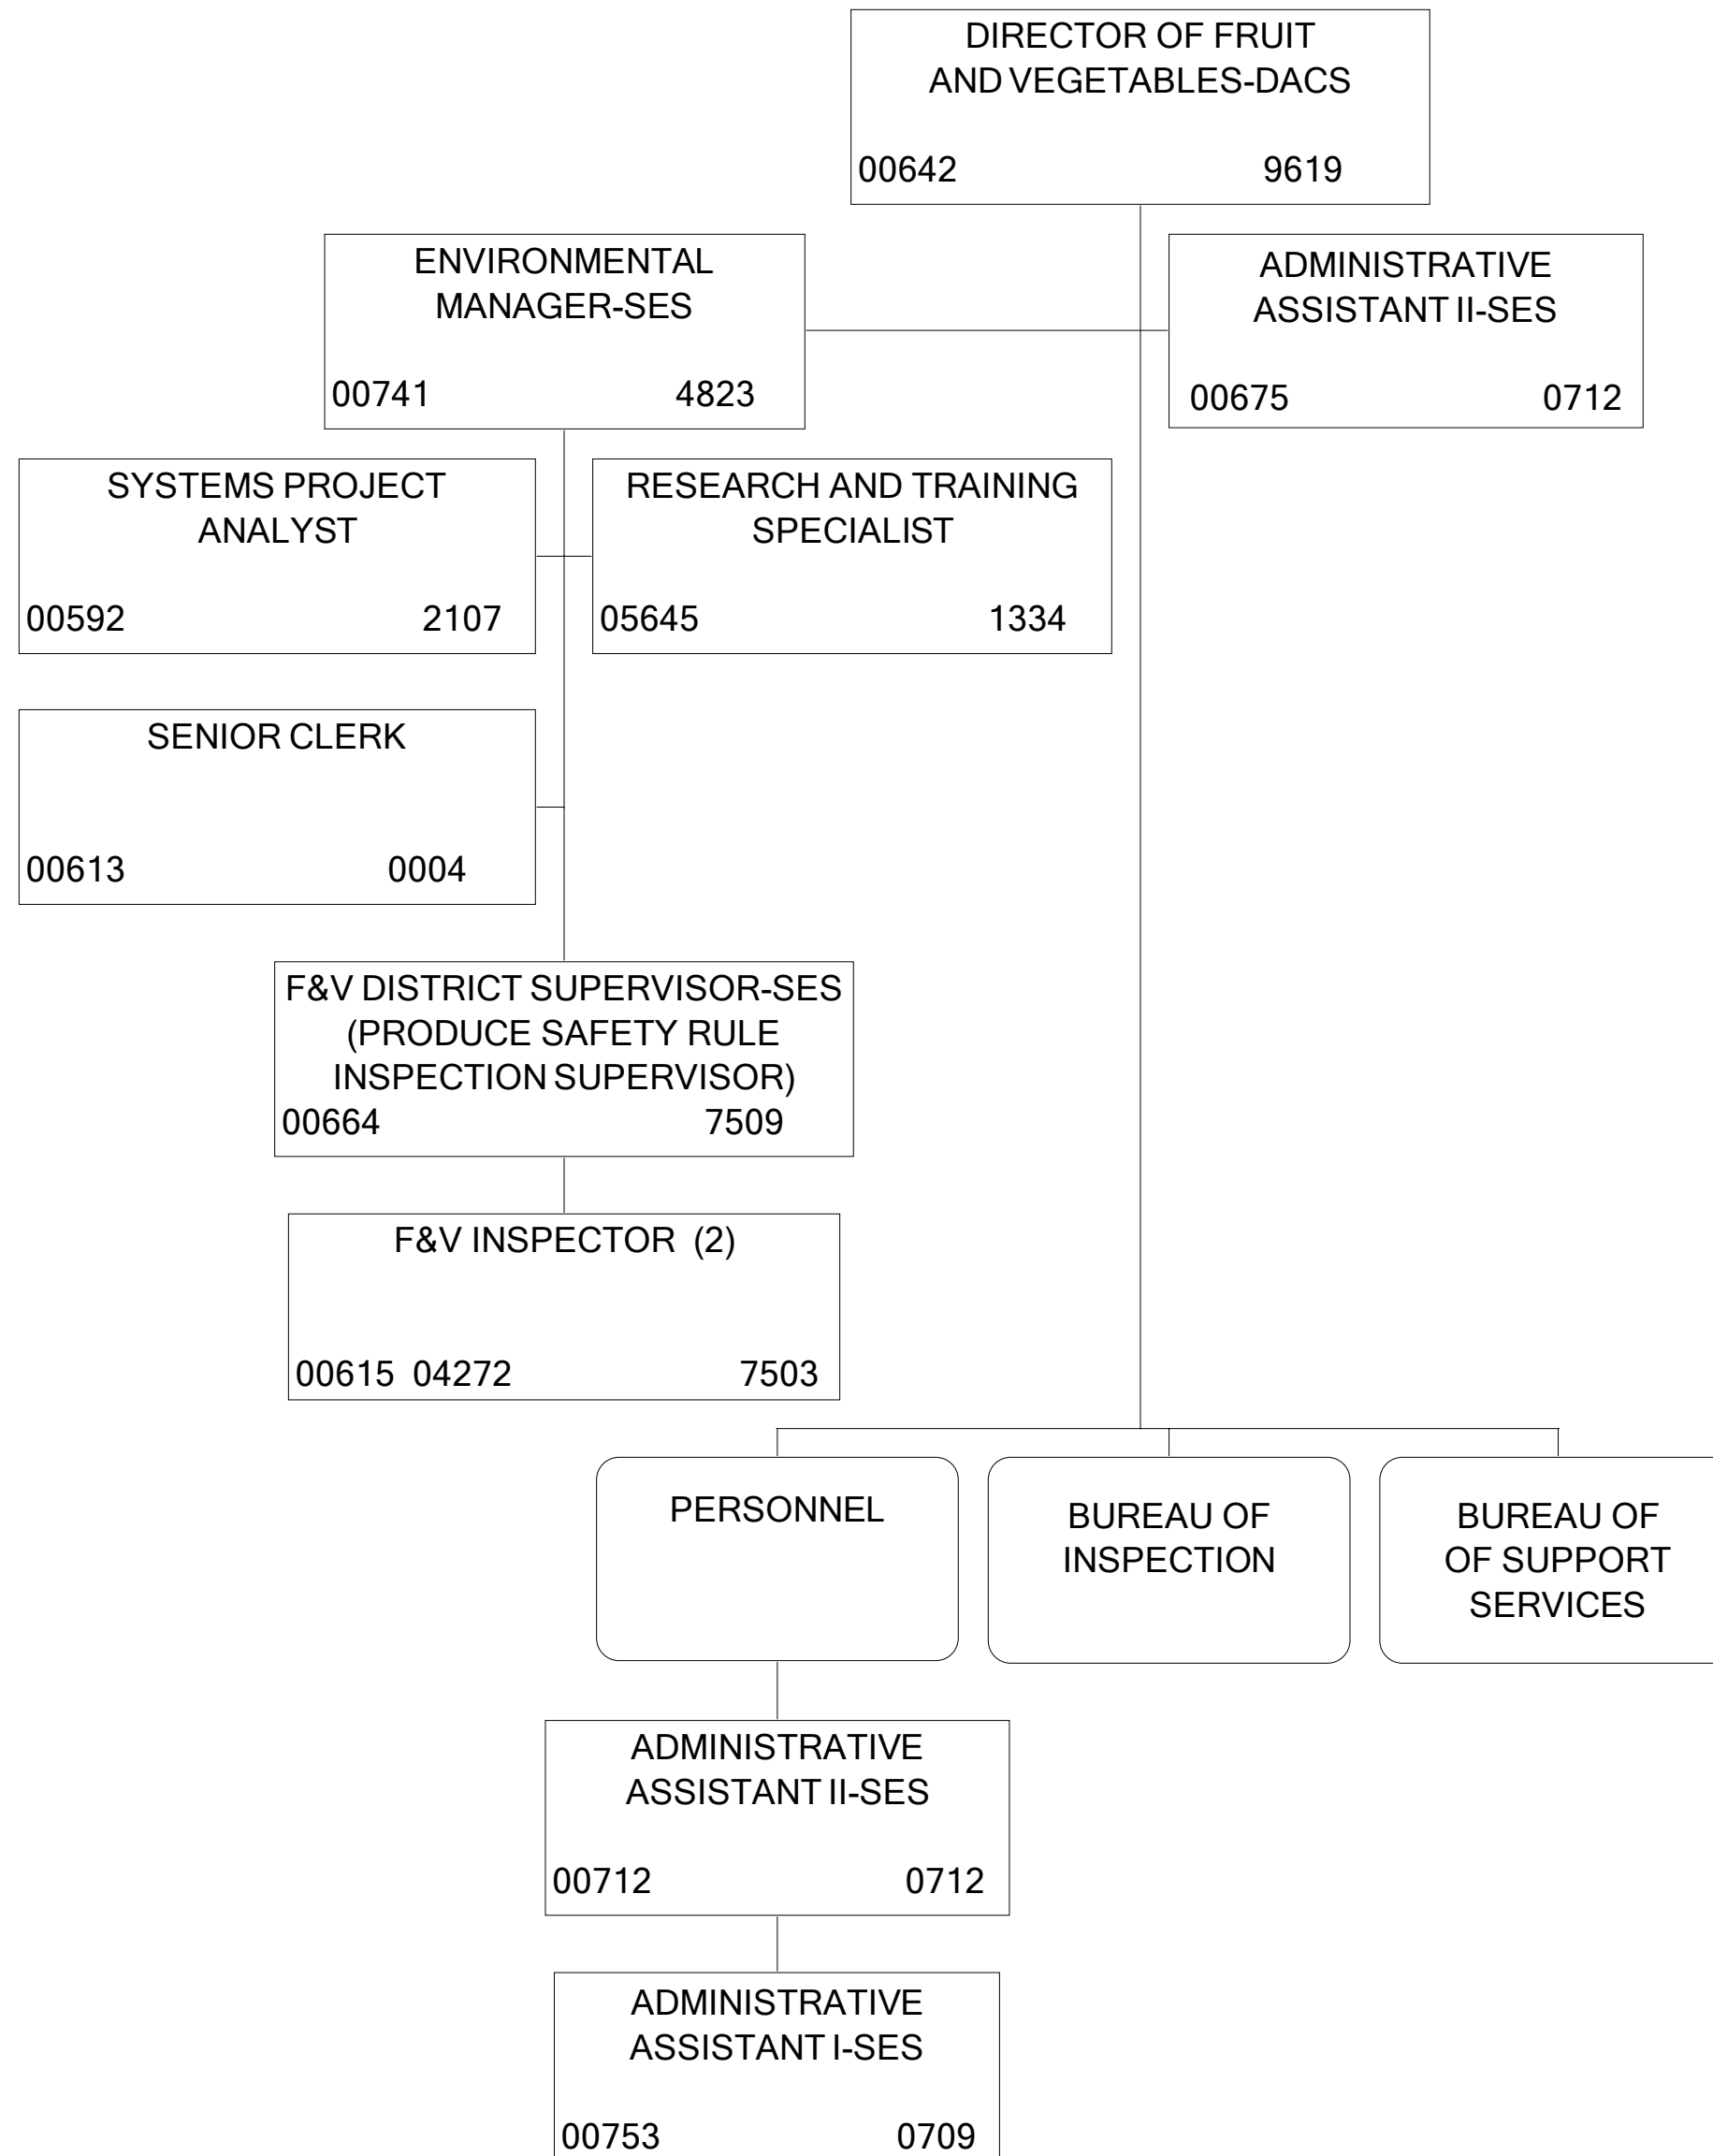 DIRECTOR OF FRUIT
AND VEGETABLES-DACS
00642 9619
ENVIRONMENTAL
MANAGER-SES
00741 4823
ADMINISTRATIVE
ASSISTANT II-SES
00675 0712
SYSTEMS PROJECT
ANALYST
00592 2107
RESEARCH AND TRAINING
SPECIALIST
05645 1334
SENIOR CLERK
00613 0004
F&V DISTRICT SUPERVISOR-SES
(PRODUCE SAFETY RULE
INSPECTION SUPERVISOR)
00664 7509
F&V INSPECTOR (2)
00615 04272 7503
PERSONNEL
BUREAU OF
INSPECTION
BUREAU OF
OF SUPPORT
SERVICES
ADMINISTRATIVE
ASSISTANT II-SES
00712 0712
ADMINISTRATIVE
ASSISTANT I-SES
00753 0709